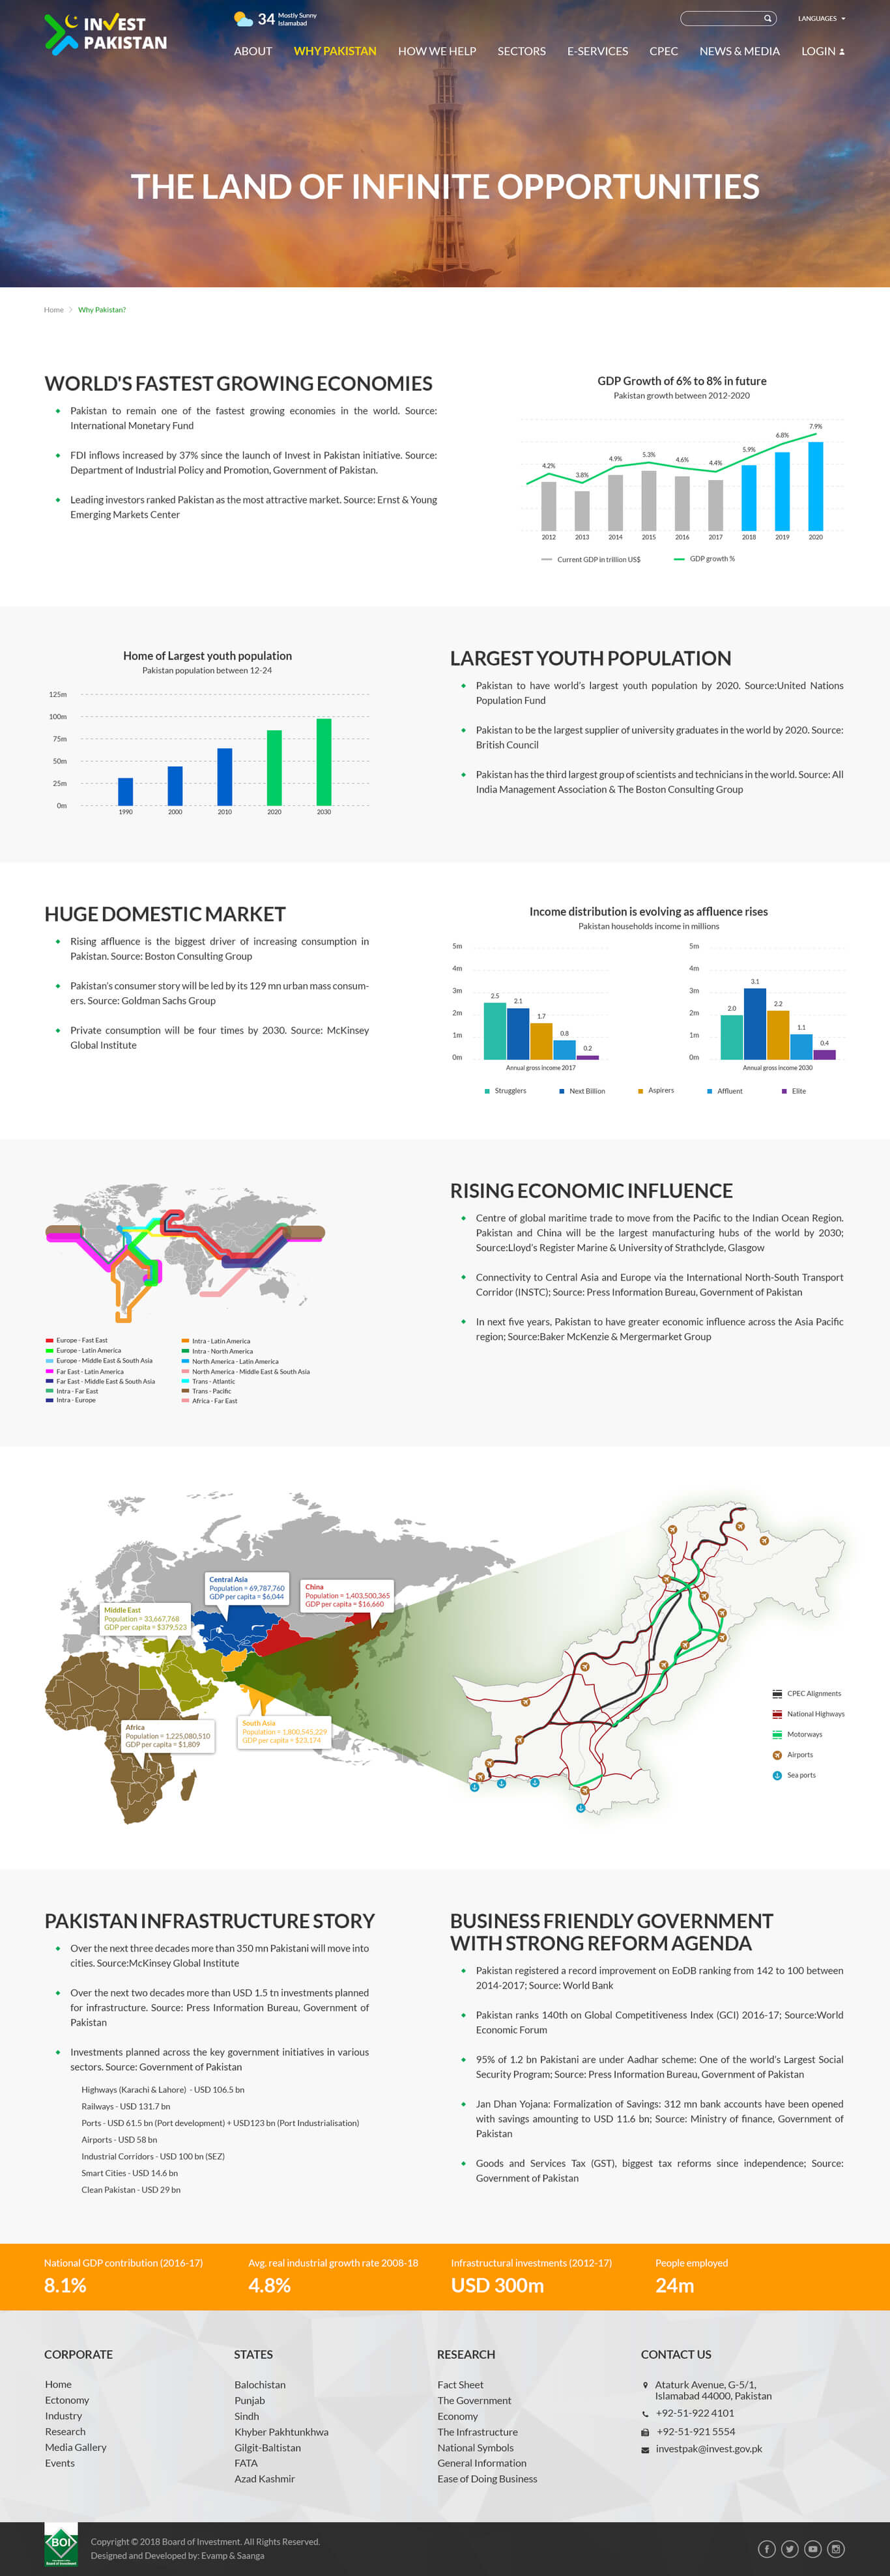 INVEST
PAKISTAN
34 Mostly Sunny
Islamabad
LANGUAGES
ABOUT WHY PAKISTAN HOW WE HELP SECTORS E-SERVICES CPEC NEWS & MEDIA LOGIN
THE LAND OF INFINITE OPPORTUNITIES
Home Why Pakistan?
WORLD'S FASTEST GROWING ECONOMIES
Pakistan to remain one of the fastest growing economies in the world. Source:
International Monetary Fund
FDI inflows increased by 37% since the launch of Invest in Pakistan initiative. Source:
Department of Industrial Policy and Promotion, Government of Pakistan.
Leading investors ranked Pakistan as the most attractive market. Source: Ernst & Young
Emerging Markets Center
GDP Growth of 6% to 8% in future
Pakistan growth between 2012-2020
4.2% 3.8% 4.9% 5.3% 4.6% 4.4% 5.9% 6.8% 7.9%
2012 2013 2014 2015 2016 2017 2018 2019 2020
Current GDP in trillion US$ GDP growth %
Home of Largest youth population
Pakistan population between 12-24
125m
100m
75m
50m
25m
0m
1990 2000 2010 2020 2030
LARGEST YOUTH POPULATION
Pakistan to have world's largest youth population by 2020. Source:United Nations
Population Fund
Pakistan to be the largest supplier of university graduates in the world by 2020. Source:
British Council
Pakistan has the third largest group of scientists and technicians in the world. Source: All
India Management Association & The Boston Consulting Group
HUGE DOMESTIC MARKET
Rising affluence is the biggest driver of increasing consumption in
Pakistan. Source: Boston Consulting Group
Pakistan's consumer story will be led by its 129 mn urban mass consum-
ers. Source: Goldman Sachs Group
Private consumption will be four times by 2030. Source: McKinsey
Global Institute
Income distribution is evolving as affluence rises
Pakistan households income in millions
5m
4m
3m
2m
1m
0m
2.5 2.1 1.7 0.8 0.2
Annual gross income 2017
5m
4m
3m
2m
1m
0m
2.0 3.1 2.2 1.1 0.4
Annual gross income 2030
Strugglers Next Billion Aspirers Affluent Elite
Europe - Fast East
Europe - Latin America
Europe - Middle East & South Asia
Far East - Latin America
Far East - Middle East & South Asia
Intra - Far East
Intra - Europe
Intra - Latin America
Intra - North America
North America - Latin America
North America - Middle East & South Asia
Trans - Atlantic
Trans - Pacific
Africa - Far East
RISING ECONOMIC INFLUENCE
Centre of global maritime trade to move from the Pacific to the Indian Ocean Region.
Pakistan and China will be the largest manufacturing hubs of the world by 2030;
Source:Lloyd's Register Marine & University of Strathclyde, Glasgow
Connectivity to Central Asia and Europe via the International North-South Transport
Corridor (INSTC); Source: Press Information Bureau, Government of Pakistan
In next five years, Pakistan to have greater economic influence across the Asia Pacific
region; Source:Baker McKenzie & Mergermarket Group
Central Asia
Population = 69,787,760
GDP per capita = $6,044
China
Population = 1,403,500,365
GDP per capita = $16,660
Middle East
Population = 33,667,768
GDP per capita = $379,523
Africa
Population = 1,225,080,510
GDP per capita = $1,809
South Asia
Population = 1,800,545,229
GDP per capita = $23,174
CPEC Alignments
National Highways
Motorways
Airports
Sea ports
PAKISTAN INFRASTRUCTURE STORY
Over the next three decades more than 350 mn Pakistani will move into
cities. Source:McKinsey Global Institute
Over the next two decades more than USD 1.5 tn investments planned
for infrastructure. Source: Press Information Bureau, Government of
Pakistan
Investments planned across the key government initiatives in various
sectors. Source: Government of Pakistan
Highways (Karachi & Lahore) - USD 106.5 bn
Railways - USD 131.7 bn
Ports - USD 61.5 bn (Port development) + USD123 bn (Port Industrialisation)
Airports - USD 58 bn
Industrial Corridors - USD 100 bn (SEZ)
Smart Cities - USD 14.6 bn
Clean Pakistan - USD 29 bn
BUSINESS FRIENDLY GOVERNMENT
WITH STRONG REFORM AGENDA
Pakistan registered a record improvement on EoDB ranking from 142 to 100 between
2014-2017; Source: World Bank
Pakistan ranks 140th on Global Competitiveness Index (GCI) 2016-17; Source:World
Economic Forum
95% of 1.2 bn Pakistani are under Aadhar scheme: One of the world's Largest Social
Security Program; Source: Press Information Bureau, Government of Pakistan
Jan Dhan Yojana: Formalization of Savings: 312 mn bank accounts have been opened
with savings amounting to USD 11.6 bn; Source: Ministry of finance, Government of
Pakistan
Goods and Services Tax (GST), biggest tax reforms since independence; Source:
Government of Pakistan
National GDP contribution (2016-17)
8.1%
Avg. real industrial growth rate 2008-18
4.8%
Infrastructural investments (2012-17)
USD 300m
People employed
24m
CORPORATE
Home
Ectonomy
Industry
Research
Media Gallery
Events
STATES
Balochistan
Punjab
Sindh
Khyber Pakhtunkhwa
Gilgit-Baltistan
FATA
Azad Kashmir
RESEARCH
Fact Sheet
The Government
Economy
The Infrastructure
National Symbols
General Information
Ease of Doing Business
CONTACT US
Ataturk Avenue, G-5/1,
Islamabad 44000, Pakistan
+92-51-922 4101
+92-51-921 5554
investpak@invest.gov.pk
BOI
Board of Investment
Copyright © 2018 Board of Investment. All Rights Reserved.
Designed and Developed by: Evamp & Saanga